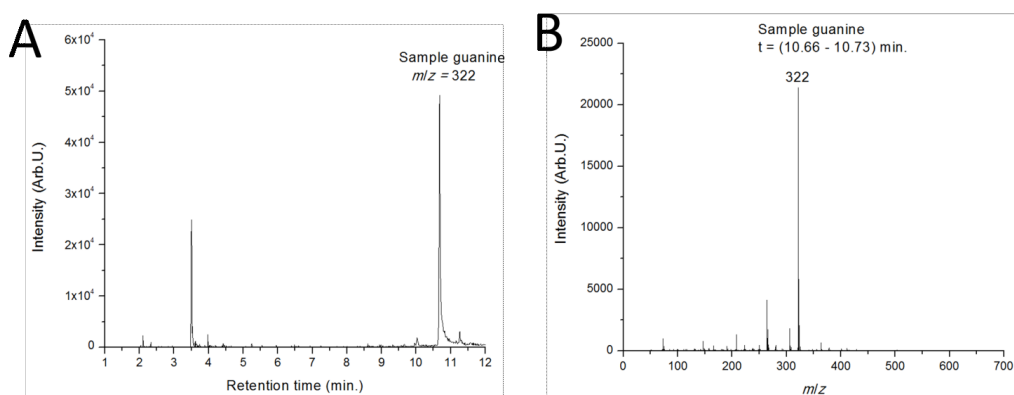 A
Sample guanine
m/z = 322
6x10⁴
5x10⁴
4x10⁴
3x10⁴
2x10⁴
1x10⁴
0
Intensity (Arb.U.)
1 2 3 4 5 6 7 8 9 10 11 12
Retention time (min.)
B
Sample guanine
t = (10.66 - 10.73) min.
322
25000
20000
15000
10000
5000
0
Intensity (Arb.U.)
0 100 200 300 400 500 600 700
m/z